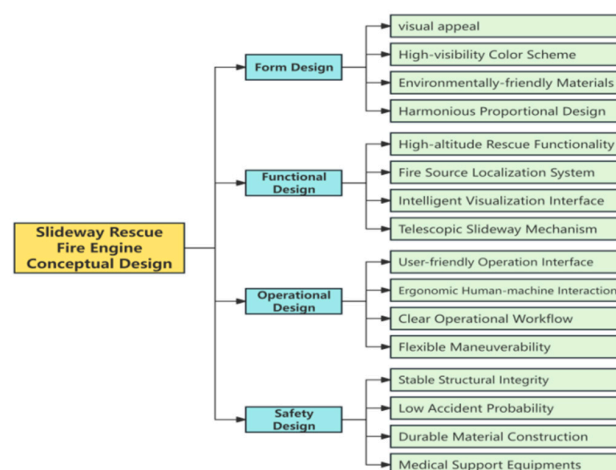 Slideway Rescue
Fire Engine
Conceptual Design
Form Design
visual appeal
High-visibility Color Scheme
Environmentally-friendly Materials
Harmonious Proportional Design
Functional
Design
High-altitude Rescue Functionality
Fire Source Localization System
Intelligent Visualization Interface
Telescopic Slideway Mechanism
Operational
Design
User-friendly Operation Interface
Ergonomic Human-machine Interaction
Clear Operational Workflow
Flexible Maneuverability
Safety
Design
Stable Structural Integrity
Low Accident Probability
Durable Material Construction
Medical Support Equipments